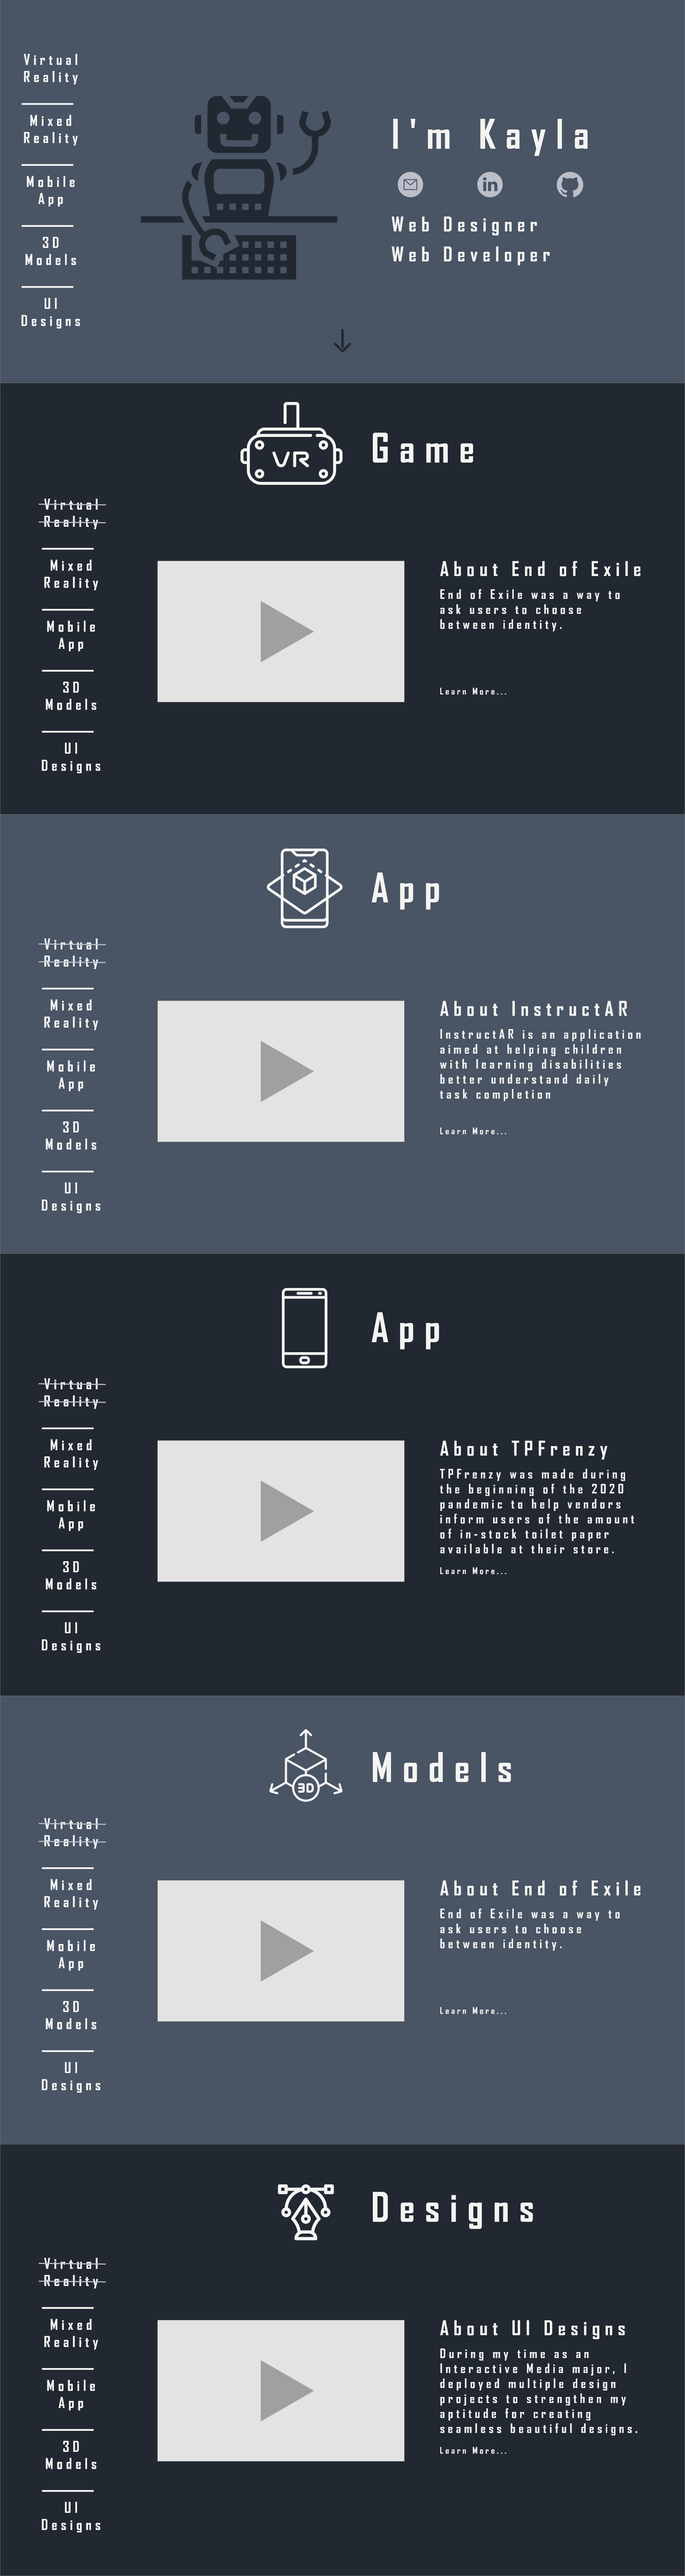 Virtual
Reality
Mixed
Reality
Mobile
App
3D
Models
UI
Designs
I'm Kayla
in
Web Designer
Web Developer
VR
Game
Virtual
Reality
Mixed
Reality
Mobile
App
3D
Models
UI
Designs
About End of Exile
End of Exile was a way to
ask users to choose
between identity.
Learn More...
App
Virtual
Reality
Mixed
Reality
Mobile
App
3D
Models
UI
Designs
About InstructAR
InstructAR is an application
aimed at helping children
with learning disabilities
better understand daily
task completion
Learn More...
App
Virtual
Reality
Mixed
Reality
Mobile
App
3D
Models
UI
Designs
About TPFrenzy
TPFrenzy was made during
the beginning of the 2020
pandemic to help vendors
inform users of the amount
of in-stock toilet paper
available at their store.
Learn More...
3D
Models
Virtual
Reality
Mixed
Reality
Mobile
App
3D
Models
UI
Designs
About End of Exile
End of Exile was a way to
ask users to choose
between identity.
Learn More...
Designs
Virtual
Reality
Mixed
Reality
Mobile
App
3D
Models
UI
Designs
About UI Designs
During my time as an
Interactive Media major, I
deployed multiple design
projects to strengthen my
aptitude for creating
seamless beautiful designs.
Learn More...